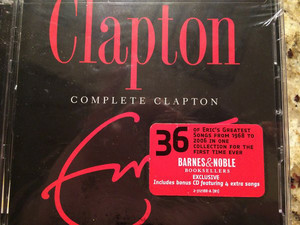 Clapton
COMPLETE CLAPTON
36
OF ERIC'S GREATEST
SONGS FROM 1966 TO
2006 IN ONE
COLLECTION FOR THE
FIRST TIME EVER
BARNES&NOBLE
BOOKSELLERS
EXCLUSIVE
Includes bonus CD featuring 4 extra songs